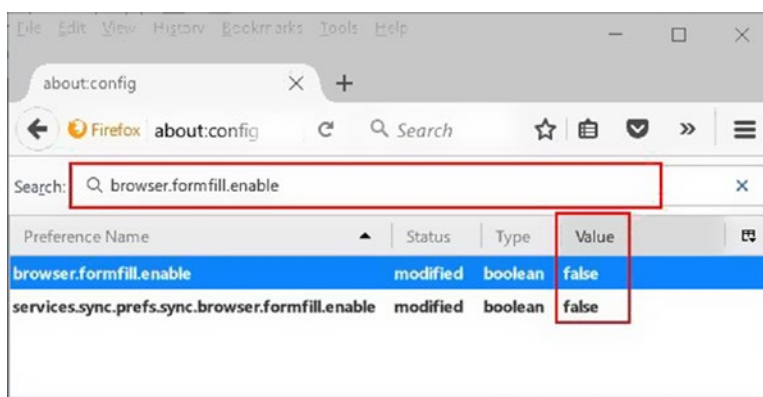 File Edit View History Bookmarks Tools Help
about:config
Firefox about:config Search
Search: browser.formfill.enable
Preference Name Status Type Value
browser.formfill.enable modified boolean false
services.sync.prefs.sync.browser.formfill.enable modified boolean false